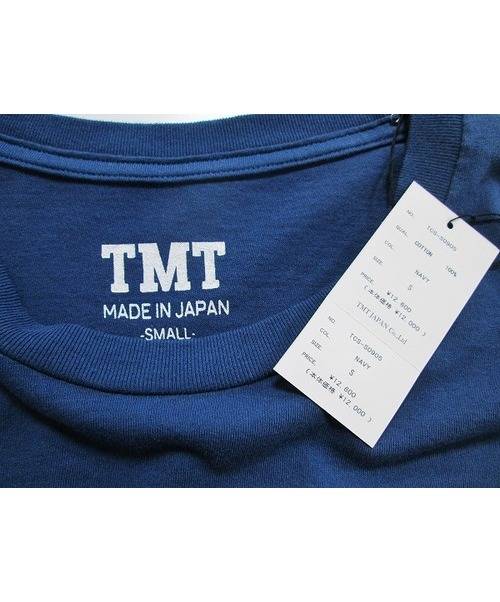 TMT
MADE IN JAPAN
-SMALL-
NO. TCS-S0905
QUAL. COTTON 100%
COL. NAVY
SIZE. S
PRICE. ¥12,600
(本体価格 ¥12,000)
TMT JAPAN Co.,Ltd
NO. TCS-S0905
COL. NAVY
SIZE. S
PRICE. ¥12,600
(本体価格 ¥12,000)